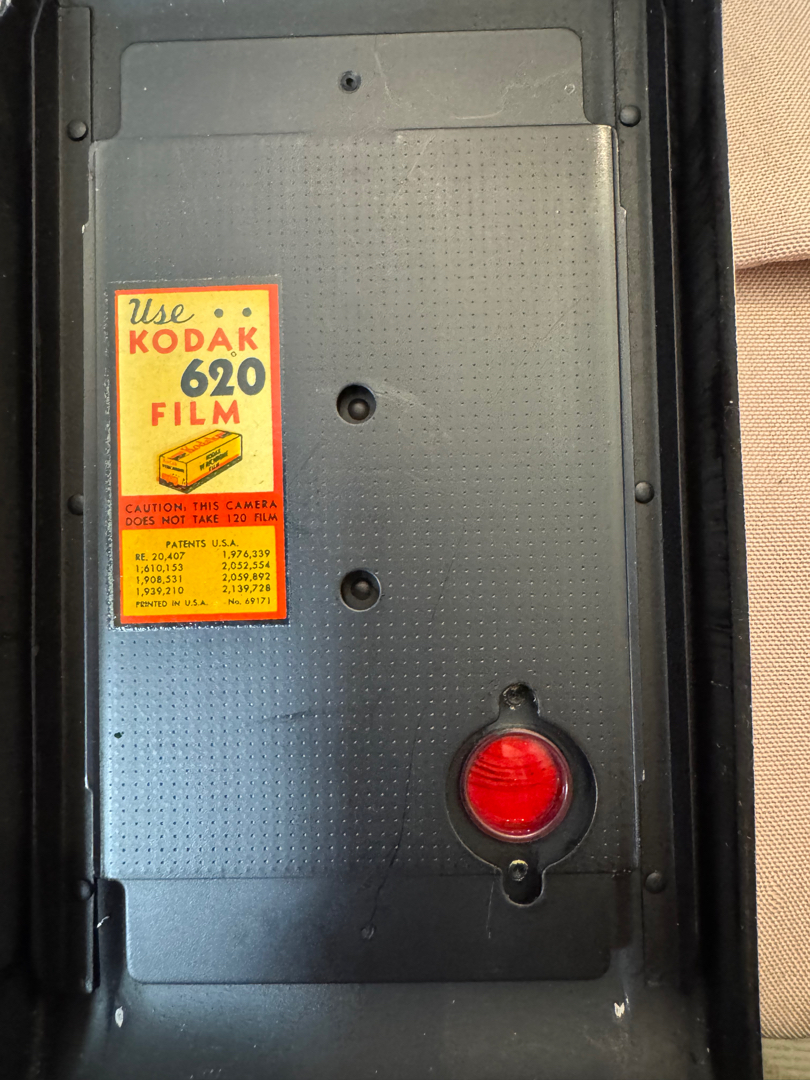 Use ..
KODAK
620
FILM
KODAK
FILM
CAUTION: THIS CAMERA
DOES NOT TAKE 120 FILM
PATENTS U.S.A.
RE. 20,407 1,976,339
1,610,153 2,052,554
1,908,531 2,059,892
1,939,210 2,139,728
PRINTED IN U.S.A. No. 69171